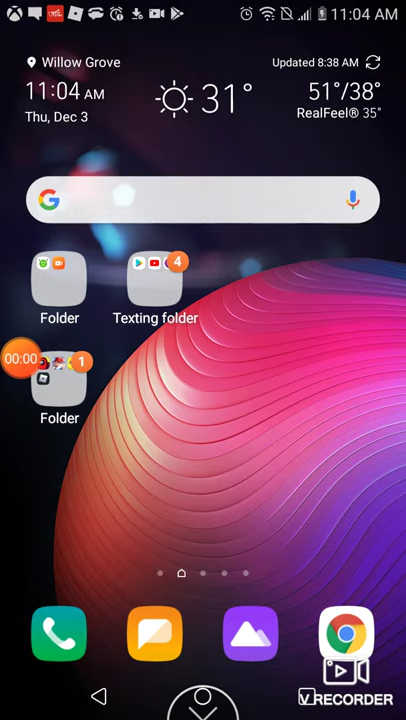 11:04 AM
Willow Grove
Updated 8:38 AM
11:04 AM
31°
51°/38°
Thu, Dec 3
RealFeel® 35°
4
Folder
Texting folder
00:00
1
Folder
V RECORDER